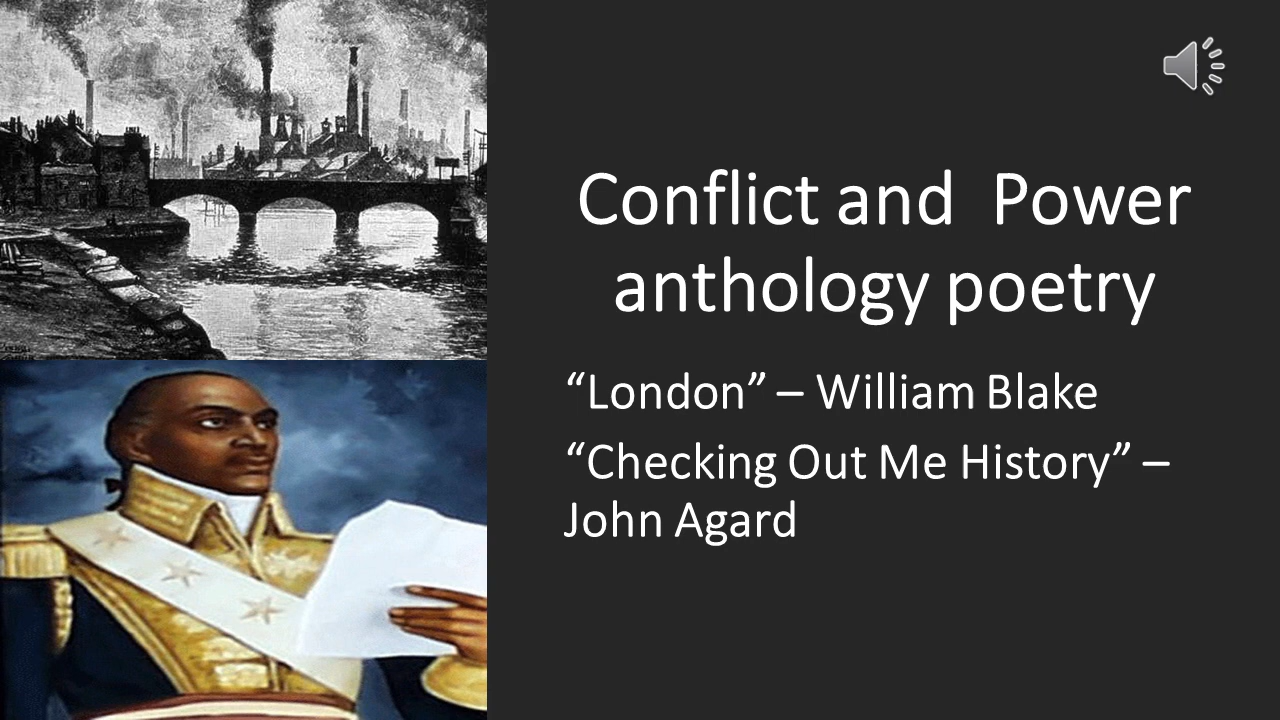 Conflict and  Power
anthology poetry
“London” – William Blake
“Checking Out Me History” –
John Agard